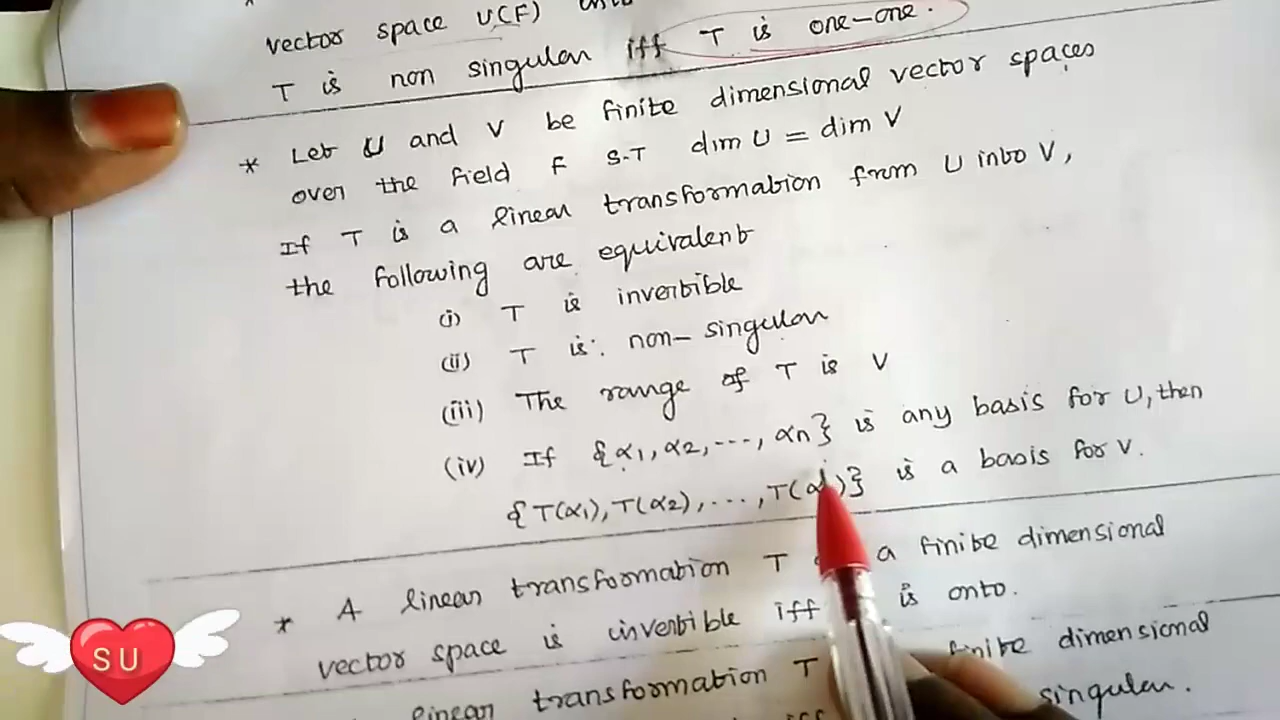 vector space U(F)
T is non singular iff T is one-one.
* Let U and V be finite dimensional vector spaces
over the field F S.T dim U = dim V
If T is a linear transformation from U into V,
the following are equivalent
(i) T is invertible
(ii) T is non-singular
(iii) The range of T is V
(iv) If {α1, α2, ..., αn} is any basis for U, then
{T(α1), T(α2), ..., T(α)} is a basis for V.
* A linear transformation T a finite dimensional
vector space is invertible iff is onto.
linear transformation T finite dimensional
iff singular.
SU